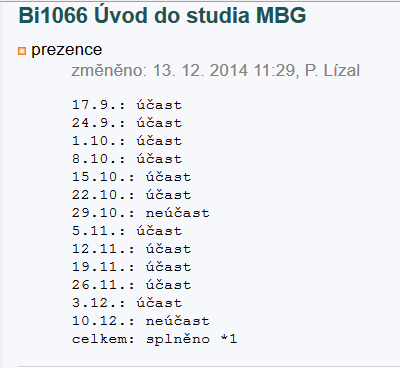 Bi1066 Úvod do studia MBG
prezence
změněno: 13. 12. 2014 11:29, P. Lízal
17.9.: účast
24.9.: účast
1.10.: účast
8.10.: účast
15.10.: účast
22.10.: účast
29.10.: neúčast
5.11.: účast
12.11.: účast
19.11.: účast
26.11.: účast
3.12.: účast
10.12.: neúčast
celkem: splněno *1